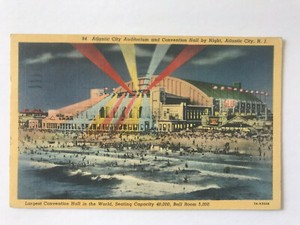 94 Atlantic City Auditorium and Convention Hall by Night, Atlantic City, N. J.
Largest Convention Hall in the World, Seating Capacity 40,000, Ball Room 5,000